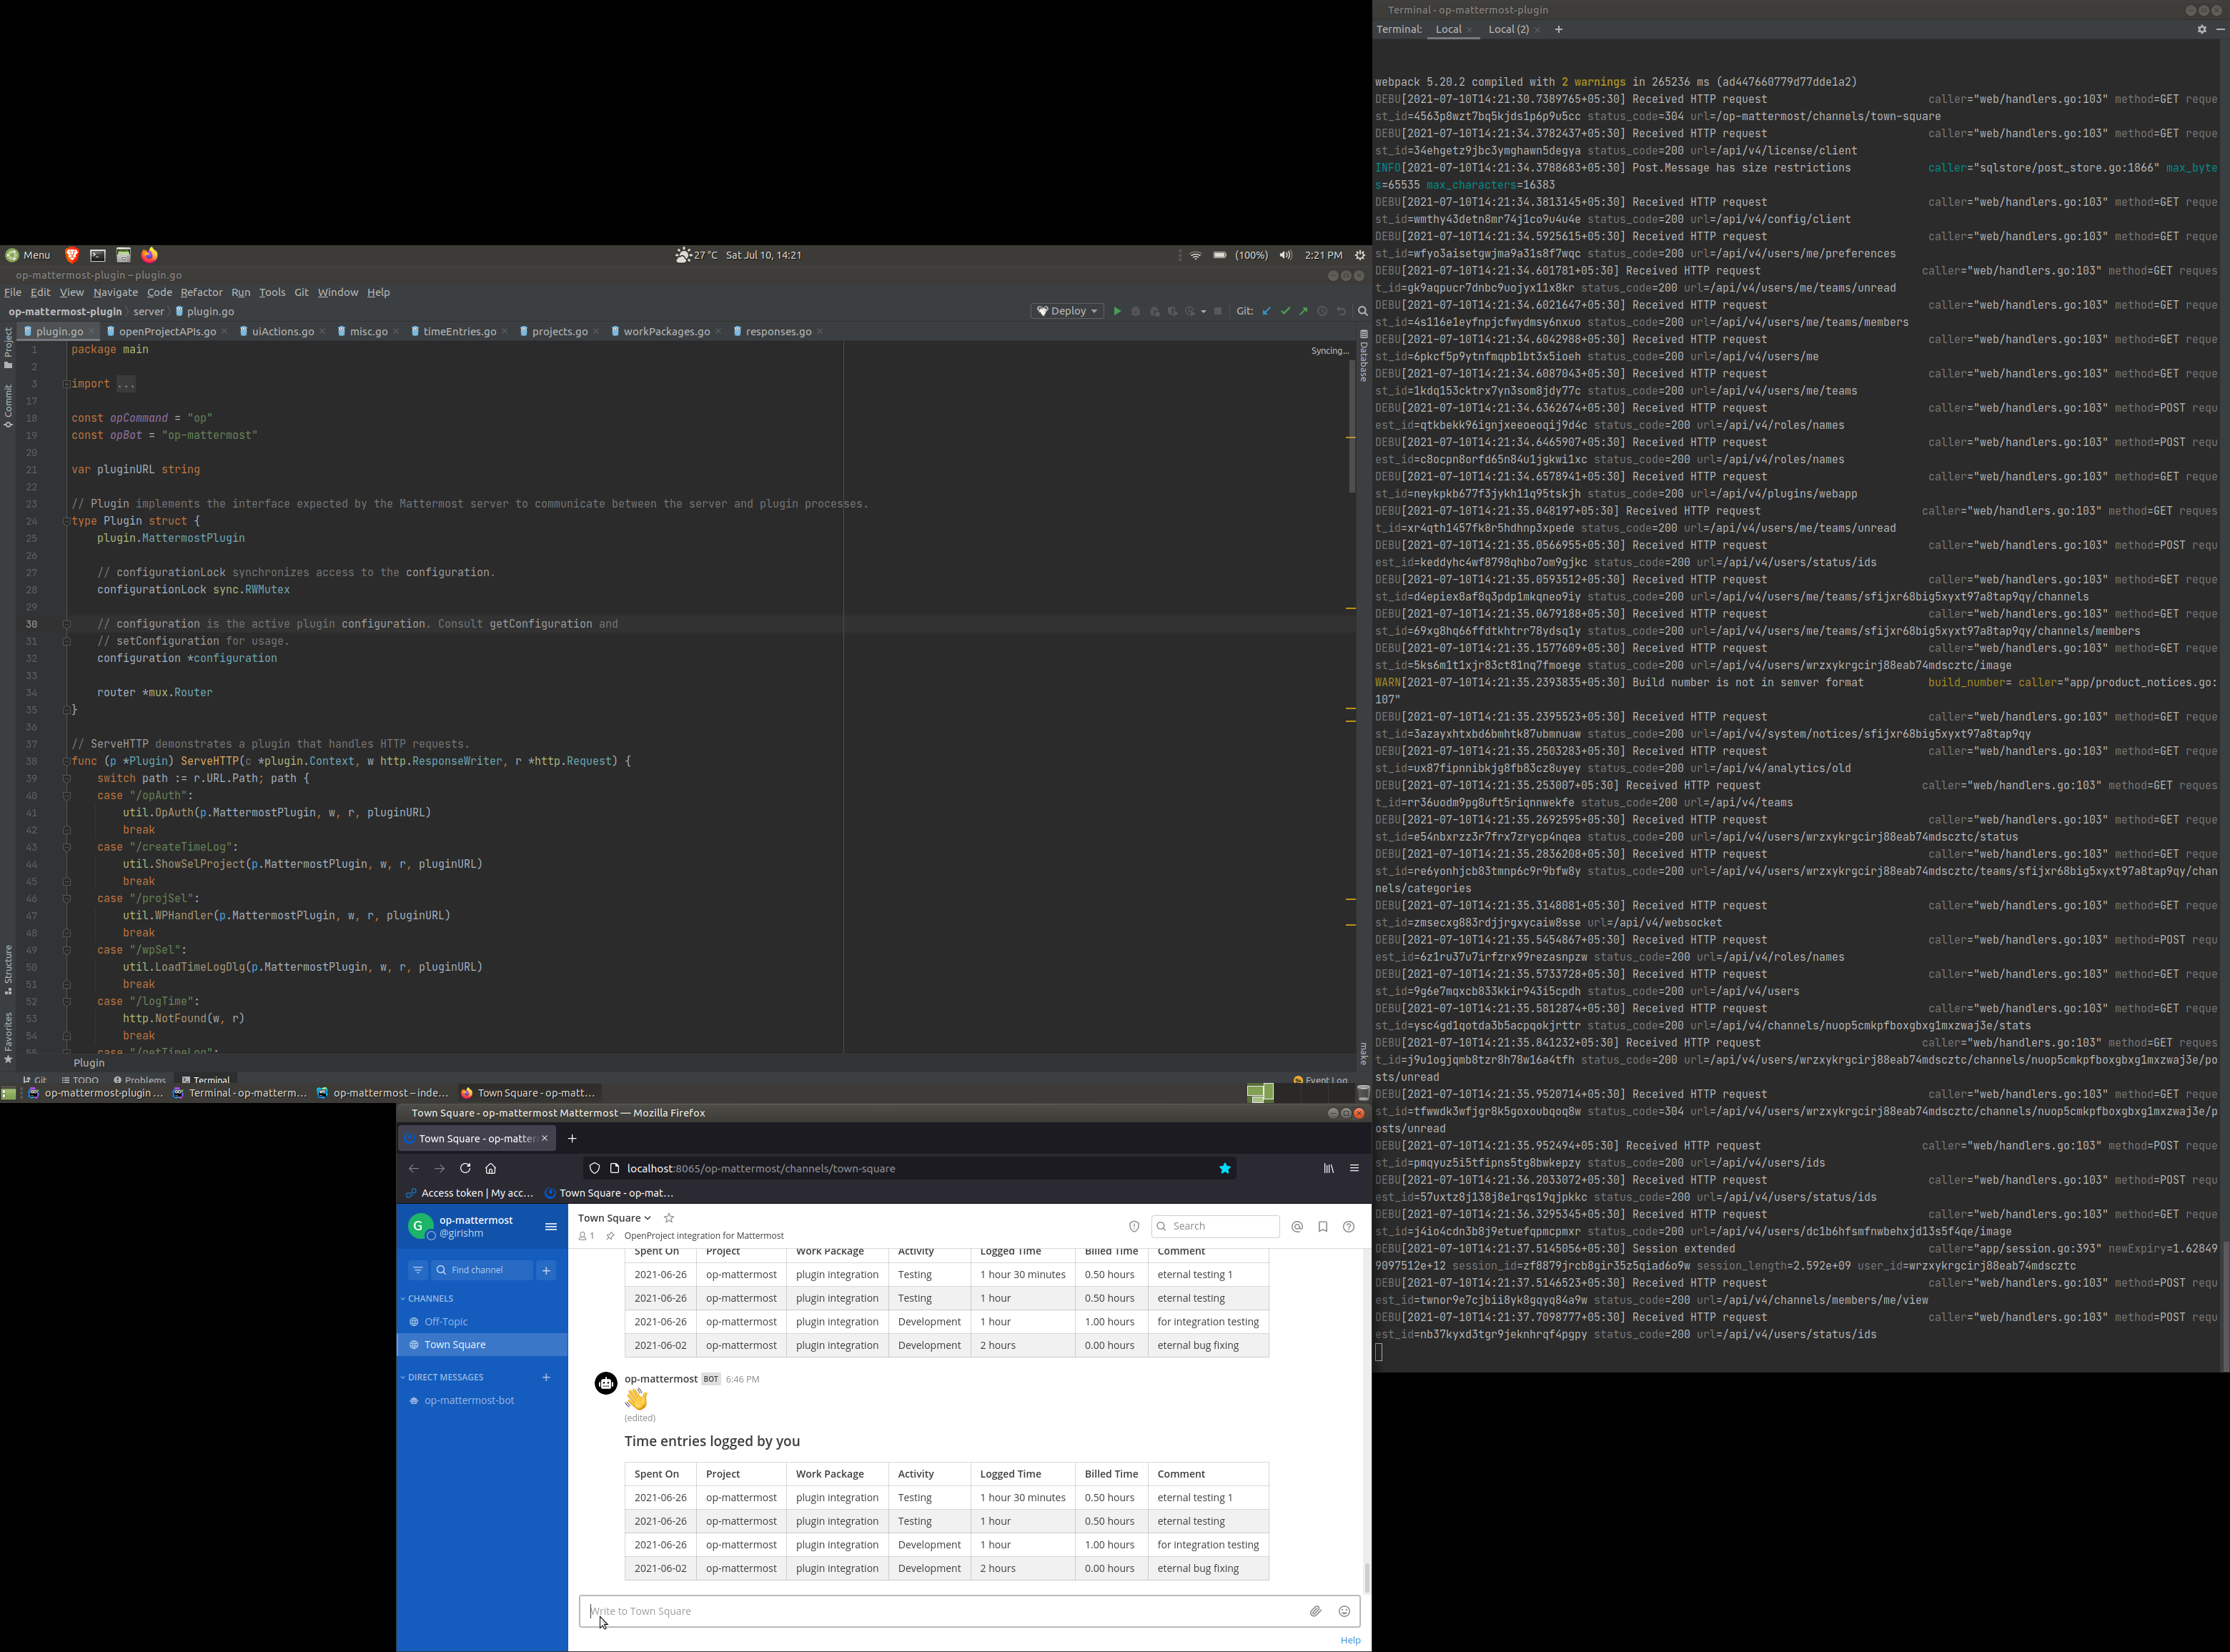 Menu
27 °C Sat Jul 10, 14:21
(100%) 2:21 PM
op-mattermost-plugin – plugin.go
File Edit View Navigate Code Refactor Run Tools Git Window Help
op-mattermost-plugin server plugin.go
Deploy Git:
plugin.go openProjectAPIs.go uiActions.go misc.go timeEntries.go projects.go workPackages.go responses.go
Project
Commit
Structure
Favorites
Database
make
Syncing...
1 package main
2
3 import ...
17
18 const opCommand = "op"
19 const opBot = "op-mattermost"
20
21 var pluginURL string
22
23 // Plugin implements the interface expected by the Mattermost server to communicate between the server and plugin processes.
24 type Plugin struct {
25 plugin.MattermostPlugin
26
27 // configurationLock synchronizes access to the configuration.
28 configurationLock sync.RWMutex
29
30 // configuration is the active plugin configuration. Consult getConfiguration and
31 // setConfiguration for usage.
32 configuration *configuration
33
34 router *mux.Router
35 }
36
37 // ServeHTTP demonstrates a plugin that handles HTTP requests.
38 func (p *Plugin) ServeHTTP(c *plugin.Context, w http.ResponseWriter, r *http.Request) {
39 switch path := r.URL.Path; path {
40 case "/opAuth":
41 util.OpAuth(p.MattermostPlugin, w, r, pluginURL)
42 break
43 case "/createTimeLog":
44 util.ShowSelProject(p.MattermostPlugin, w, r, pluginURL)
45 break
46 case "/projSel":
47 util.WPHandler(p.MattermostPlugin, w, r, pluginURL)
48 break
49 case "/wpSel":
50 util.LoadTimeLogDlg(p.MattermostPlugin, w, r, pluginURL)
51 break
52 case "/logTime":
53 http.NotFound(w, r)
54 break
55 case "/getTimeLog":
Plugin
Git TODO Problems Terminal Event Log
op-mattermost-plugin ... Terminal - op-matterm... op-mattermost – inde... Town Square - op-matt...
Town Square - op-mattermost Mattermost — Mozilla Firefox
Town Square - op-matter
localhost:8065/op-mattermost/channels/town-square
Access token | My acc... Town Square - op-mat...
G op-mattermost
@girishm
Find channel
CHANNELS
Off-Topic
Town Square
DIRECT MESSAGES
op-mattermost-bot
Town Square
1 OpenProject integration for Mattermost
Search
Spent On Project Work Package Activity Logged Time Billed Time Comment
2021-06-26 op-mattermost plugin integration Testing 1 hour 30 minutes 0.50 hours eternal testing 1
2021-06-26 op-mattermost plugin integration Testing 1 hour 0.50 hours eternal testing
2021-06-26 op-mattermost plugin integration Development 1 hour 1.00 hours for integration testing
2021-06-02 op-mattermost plugin integration Development 2 hours 0.00 hours eternal bug fixing
op-mattermost BOT 6:46 PM
(edited)
Time entries logged by you
Spent On Project Work Package Activity Logged Time Billed Time Comment
2021-06-26 op-mattermost plugin integration Testing 1 hour 30 minutes 0.50 hours eternal testing 1
2021-06-26 op-mattermost plugin integration Testing 1 hour 0.50 hours eternal testing
2021-06-26 op-mattermost plugin integration Development 1 hour 1.00 hours for integration testing
2021-06-02 op-mattermost plugin integration Development 2 hours 0.00 hours eternal bug fixing
Write to Town Square
Help
Terminal - op-mattermost-plugin
Terminal: Local Local (2)
webpack 5.20.2 compiled with 2 warnings in 265236 ms (ad447660779d77dde1a2)
DEBU[2021-07-10T14:21:30.7389765+05:30] Received HTTP request caller="web/handlers.go:103" method=GET reque
st_id=4563p8wzt7bq5kjds1p6p9u5cc status_code=304 url=/op-mattermost/channels/town-square
DEBU[2021-07-10T14:21:34.3782437+05:30] Received HTTP request caller="web/handlers.go:103" method=GET reque
st_id=34ehgetz9jbc3ymghawn5degya status_code=200 url=/api/v4/license/client
INFO[2021-07-10T14:21:34.3788683+05:30] Post.Message has size restrictions caller="sqlstore/post_store.go:1866" max_byte
s=65535 max_characters=16383
DEBU[2021-07-10T14:21:34.3813145+05:30] Received HTTP request caller="web/handlers.go:103" method=GET reque
st_id=wmthy43detn8mr74j1co9u4u4e status_code=200 url=/api/v4/config/client
DEBU[2021-07-10T14:21:34.5925615+05:30] Received HTTP request caller="web/handlers.go:103" method=GET reque
st_id=wfyo3aisetgwjma9a31s8f7wqc status_code=200 url=/api/v4/users/me/preferences
DEBU[2021-07-10T14:21:34.601781+05:30] Received HTTP request caller="web/handlers.go:103" method=GET reques
t_id=gk9aqpucr7dnbc9uojyx11x8kr status_code=200 url=/api/v4/users/me/teams/unread
DEBU[2021-07-10T14:21:34.6021647+05:30] Received HTTP request caller="web/handlers.go:103" method=GET reque
st_id=4s116e1eyfnpjcfwydmsy6nxuo status_code=200 url=/api/v4/users/me/teams/members
DEBU[2021-07-10T14:21:34.6042988+05:30] Received HTTP request caller="web/handlers.go:103" method=GET reque
st_id=6pkcf5p9ytnfmqpb1bt3x5ioeh status_code=200 url=/api/v4/users/me
DEBU[2021-07-10T14:21:34.6087043+05:30] Received HTTP request caller="web/handlers.go:103" method=GET reque
st_id=1kdq153cktrx7yn3som8jdy77c status_code=200 url=/api/v4/users/me/teams
DEBU[2021-07-10T14:21:34.6362674+05:30] Received HTTP request caller="web/handlers.go:103" method=POST requ
est_id=qtkbekk96ignjxeeoeoqij9d4c status_code=200 url=/api/v4/roles/names
DEBU[2021-07-10T14:21:34.6465907+05:30] Received HTTP request caller="web/handlers.go:103" method=POST requ
est_id=c8ocpn8orfd65n84u1jgkwi1xc status_code=200 url=/api/v4/roles/names
DEBU[2021-07-10T14:21:34.6578941+05:30] Received HTTP request caller="web/handlers.go:103" method=GET reque
st_id=neykpkb677f3jykh11q95tskjh status_code=200 url=/api/v4/plugins/webapp
DEBU[2021-07-10T14:21:35.048197+05:30] Received HTTP request caller="web/handlers.go:103" method=GET reques
t_id=xr4qth1457fk8r5hdhnp3xpede status_code=200 url=/api/v4/users/me/teams/unread
DEBU[2021-07-10T14:21:35.0566955+05:30] Received HTTP request caller="web/handlers.go:103" method=POST requ
est_id=keddyhc4wf8798qhbo7om9gjkc status_code=200 url=/api/v4/users/status/ids
DEBU[2021-07-10T14:21:35.0593512+05:30] Received HTTP request caller="web/handlers.go:103" method=GET reque
st_id=d4epiex8af8q3pdp1mkqneo9iy status_code=200 url=/api/v4/users/me/teams/sfijxr68big5xyxt97a8tap9qy/channels
DEBU[2021-07-10T14:21:35.0679188+05:30] Received HTTP request caller="web/handlers.go:103" method=GET reque
st_id=69xg8hq66ffdtkhtrr78ydsq1y status_code=200 url=/api/v4/users/me/teams/sfijxr68big5xyxt97a8tap9qy/channels/members
DEBU[2021-07-10T14:21:35.1577609+05:30] Received HTTP request caller="web/handlers.go:103" method=GET reque
st_id=5ks6m1t1xjr83ct81nq7fmoege status_code=200 url=/api/v4/users/wrzxykrgcirj88eab74mdscztc/image
WARN[2021-07-10T14:21:35.2393835+05:30] Build number is not in semver format build_number= caller="app/product_notices.go:
107"
DEBU[2021-07-10T14:21:35.2395523+05:30] Received HTTP request caller="web/handlers.go:103" method=GET reque
st_id=3azayxhtxbd6bmhtk87ubmnuaw status_code=200 url=/api/v4/system/notices/sfijxr68big5xyxt97a8tap9qy
DEBU[2021-07-10T14:21:35.2503283+05:30] Received HTTP request caller="web/handlers.go:103" method=GET reque
st_id=ux87fipnnibkjg8fb83cz8uyey status_code=200 url=/api/v4/analytics/old
DEBU[2021-07-10T14:21:35.253007+05:30] Received HTTP request caller="web/handlers.go:103" method=GET reques
t_id=rr36uodm9pg8uft5riqnnwekfe status_code=200 url=/api/v4/teams
DEBU[2021-07-10T14:21:35.2692595+05:30] Received HTTP request caller="web/handlers.go:103" method=GET reque
st_id=e54nbxrzz3r7frx7zrycp4nqea status_code=200 url=/api/v4/users/wrzxykrgcirj88eab74mdscztc/status
DEBU[2021-07-10T14:21:35.2836208+05:30] Received HTTP request caller="web/handlers.go:103" method=GET reque
st_id=re6yonhjcb83tmnp6c9r9bfw8y status_code=200 url=/api/v4/users/wrzxykrgcirj88eab74mdscztc/teams/sfijxr68big5xyxt97a8tap9qy/chan
nels/categories
DEBU[2021-07-10T14:21:35.3148081+05:30] Received HTTP request caller="web/handlers.go:103" method=GET reque
st_id=zmsecxg883rdjjrgxycaiw8sse url=/api/v4/websocket
DEBU[2021-07-10T14:21:35.5454867+05:30] Received HTTP request caller="web/handlers.go:103" method=POST requ
est_id=6z1ru37u7irfzrx99rezasnpzw status_code=200 url=/api/v4/roles/names
DEBU[2021-07-10T14:21:35.5733728+05:30] Received HTTP request caller="web/handlers.go:103" method=GET reque
st_id=9g6e7mqxcb833kkir943i5cpdh status_code=200 url=/api/v4/users
DEBU[2021-07-10T14:21:35.5812874+05:30] Received HTTP request caller="web/handlers.go:103" method=GET reque
st_id=ysc4gd1qotda3b5acpqokjrttr status_code=200 url=/api/v4/channels/nuop5cmkpfboxgbxg1mxzwaj3e/stats
DEBU[2021-07-10T14:21:35.841232+05:30] Received HTTP request caller="web/handlers.go:103" method=GET reques
t_id=j9u1ogjqmb8tzr8h78w16a4tfh status_code=200 url=/api/v4/users/wrzxykrgcirj88eab74mdscztc/channels/nuop5cmkpfboxgbxg1mxzwaj3e/po
sts/unread
DEBU[2021-07-10T14:21:35.9520714+05:30] Received HTTP request caller="web/handlers.go:103" method=GET reque
st_id=tfwwdk3wfjgr8k5goxoubqoq8w status_code=304 url=/api/v4/users/wrzxykrgcirj88eab74mdscztc/channels/nuop5cmkpfboxgbxg1mxzwaj3e/p
osts/unread
DEBU[2021-07-10T14:21:35.952494+05:30] Received HTTP request caller="web/handlers.go:103" method=POST reque
st_id=pmqyuz5i5tfipns5tg8bwkepzy status_code=200 url=/api/v4/users/ids
DEBU[2021-07-10T14:21:36.2033072+05:30] Received HTTP request caller="web/handlers.go:103" method=POST requ
est_id=57uxtz8j138j8e1rqs19qjpkkc status_code=200 url=/api/v4/users/status/ids
DEBU[2021-07-10T14:21:36.3295345+05:30] Received HTTP request caller="web/handlers.go:103" method=GET reque
st_id=j4io4cdn3b8j9etuefqpmcpmxr status_code=200 url=/api/v4/users/dc1b6hfsmfnwbehxjd13s5f4qe/image
DEBU[2021-07-10T14:21:37.5145056+05:30] Session extended caller="app/session.go:393" newExpiry=1.62849
9097512e+12 session_id=zf8879jrcb8gir35z5qiad6o9w session_length=2.592e+09 user_id=wrzxykrgcirj88eab74mdscztc
DEBU[2021-07-10T14:21:37.5146523+05:30] Received HTTP request caller="web/handlers.go:103" method=POST requ
est_id=twnor9e7cjbii8yk8gqyq84a9w status_code=200 url=/api/v4/channels/members/me/view
DEBU[2021-07-10T14:21:37.7098777+05:30] Received HTTP request caller="web/handlers.go:103" method=POST requ
est_id=nb37kyxd3tgr9jeknhrqf4pgpy status_code=200 url=/api/v4/users/status/ids